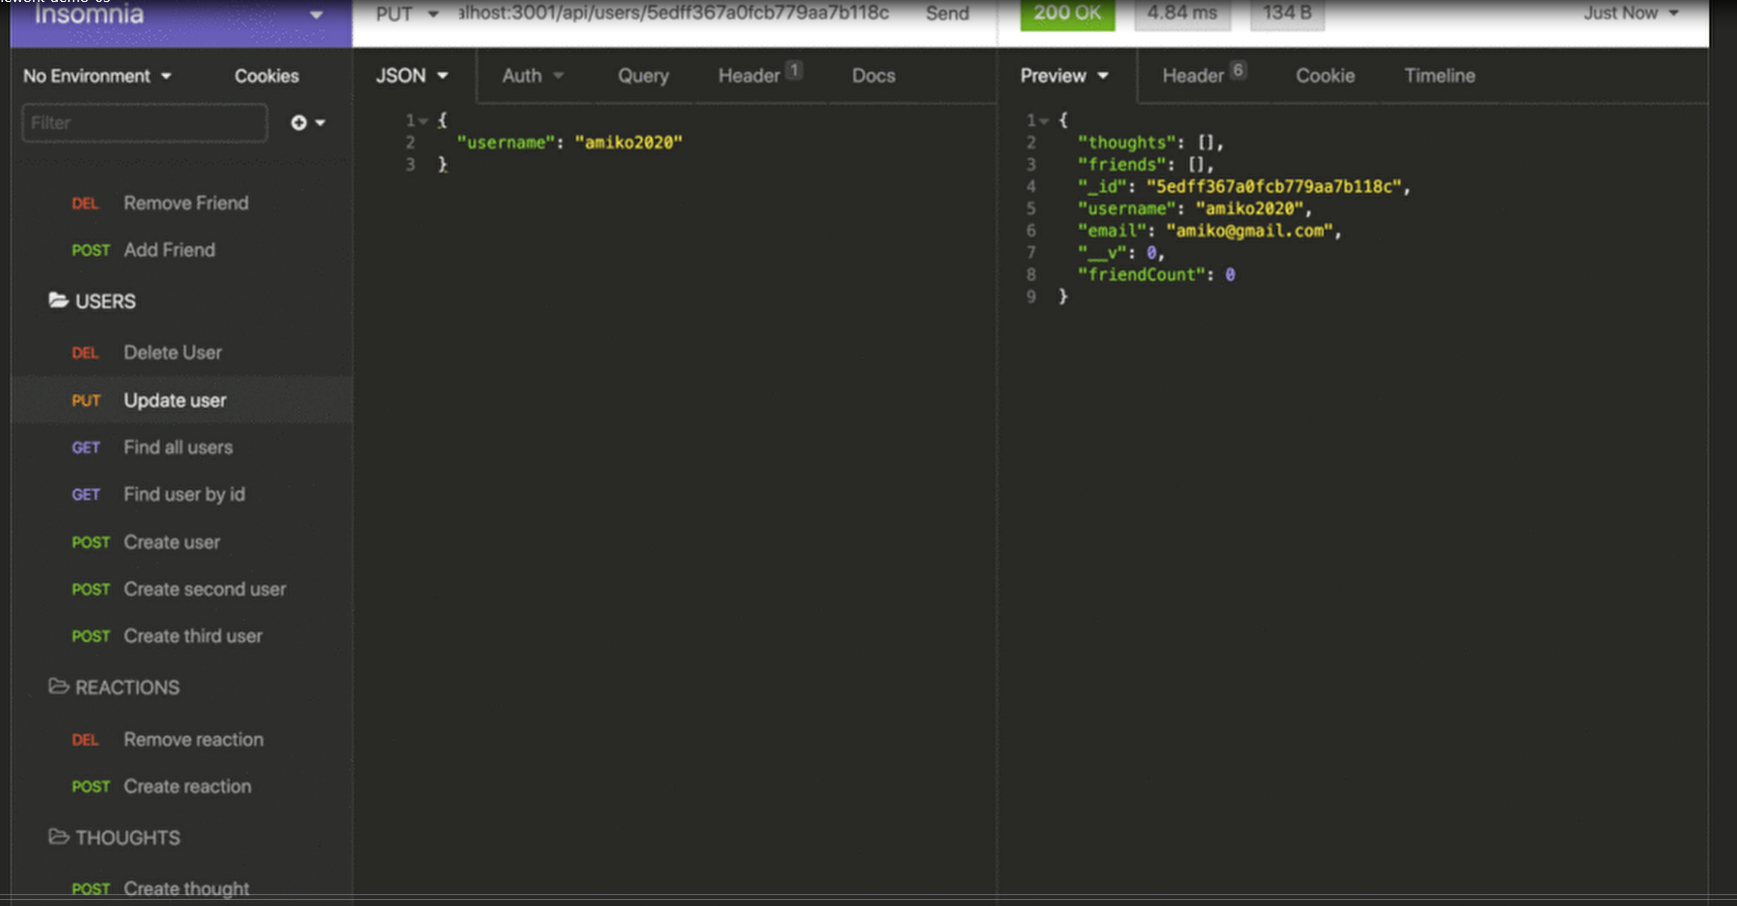 Insomnia
PUT alhost:3001/api/users/5edff367a0fcb779aa7b118c Send
200 OK 4.84 ms 134 B Just Now
No Environment Cookies
JSON Auth Query Header 1 Docs
Preview Header 6 Cookie Timeline
Filter
1 {
2 "username": "amiko2020"
3 }
1 {
2 "thoughts": [],
3 "friends": [],
4 "_id": "5edff367a0fcb779aa7b118c",
5 "username": "amiko2020",
6 "email": "amiko@gmail.com",
7 "__v": 0,
8 "friendCount": 0
9 }
DEL Remove Friend
POST Add Friend
USERS
DEL Delete User
PUT Update user
GET Find all users
GET Find user by id
POST Create user
POST Create second user
POST Create third user
REACTIONS
DEL Remove reaction
POST Create reaction
THOUGHTS
POST Create thought